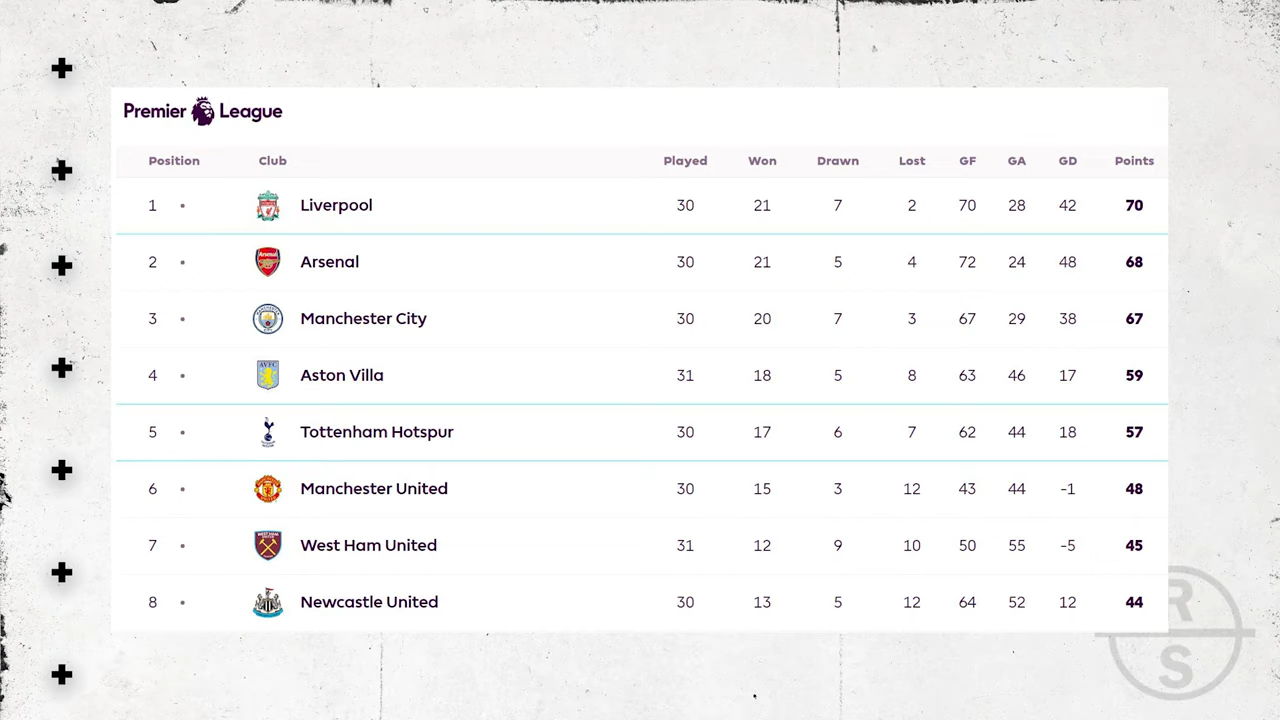 Premier League
Position Club Played Won Drawn Lost GF GA GD Points
1 Liverpool 30 21 7 2 70 28 42 70
2 Arsenal 30 21 5 4 72 24 48 68
3 Manchester City 30 20 7 3 67 29 38 67
4 Aston Villa 31 18 5 8 63 46 17 59
5 Tottenham Hotspur 30 17 6 7 62 44 18 57
6 Manchester United 30 15 3 12 43 44 -1 48
7 West Ham United 31 12 9 10 50 55 -5 45
8 Newcastle United 30 13 5 12 64 52 12 44
R
S